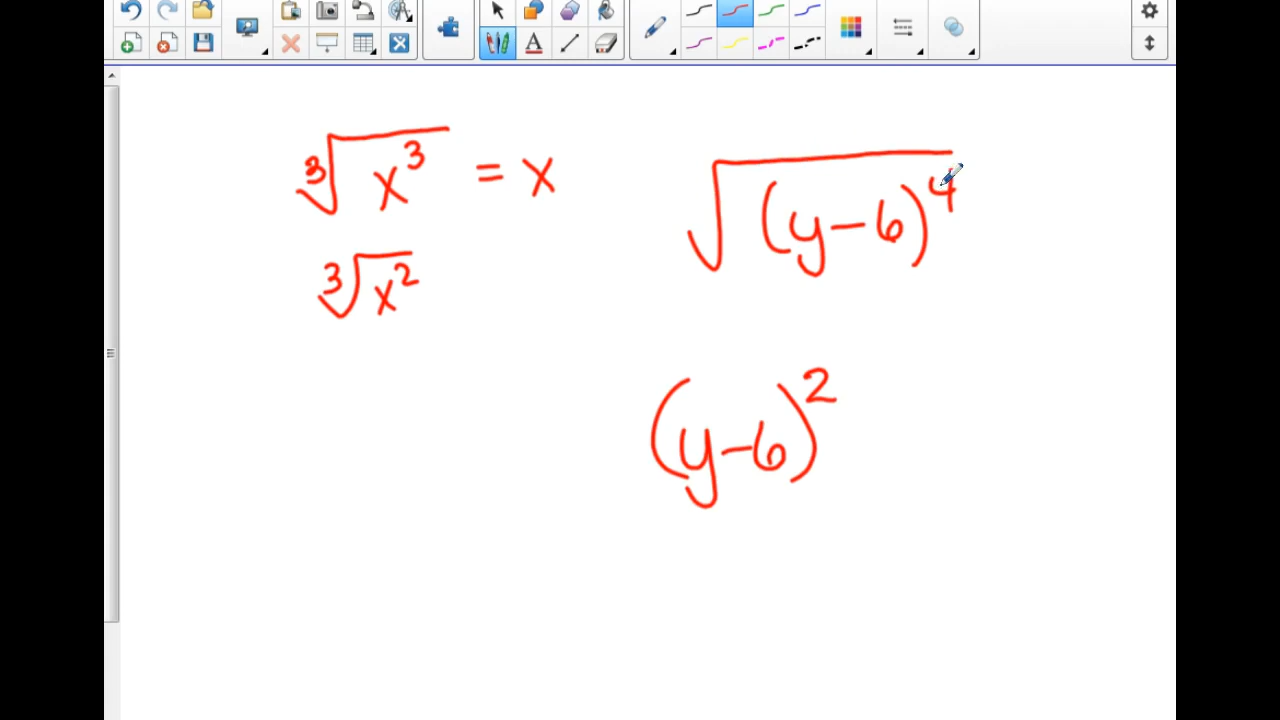 ∛x³ = x
∛x²
√(y-6)⁴
(y-6)²